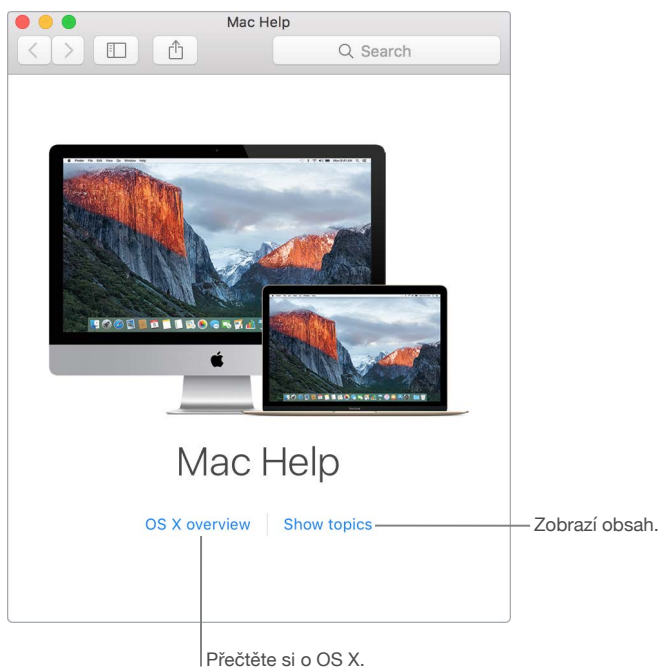 Mac Help
Search
Mac Help
OS X overview
Show topics
Zobrazí obsah.
Přečtěte si o OS X.